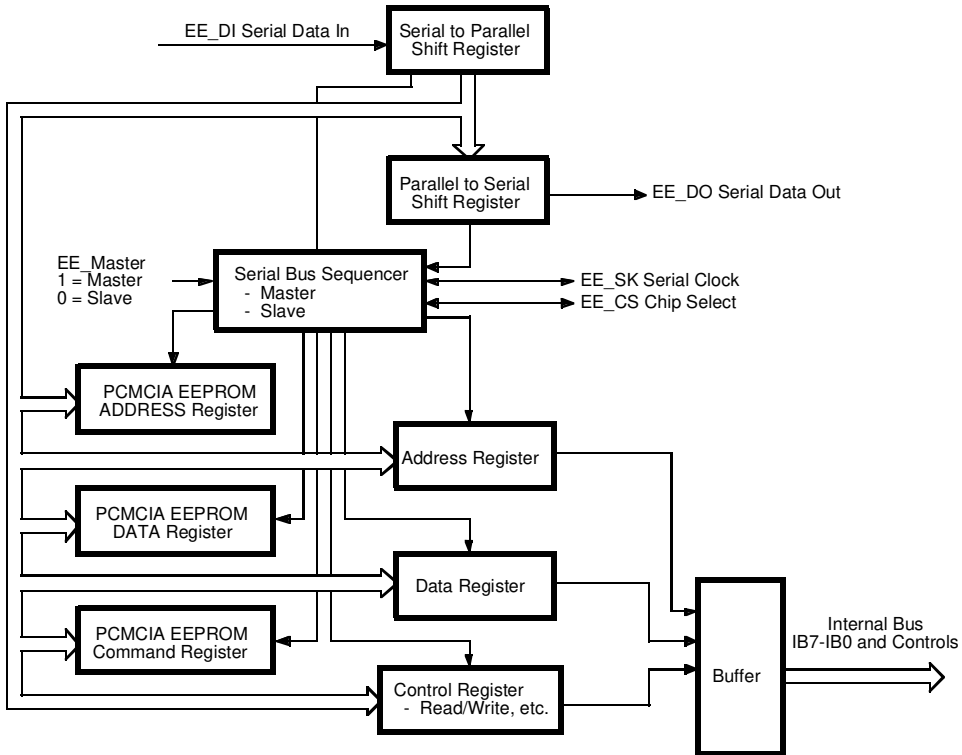 EE_DI Serial Data In
Serial to Parallel
Shift Register
Parallel to Serial
Shift Register
EE_DO Serial Data Out
EE_Master
1 = Master
0 = Slave
Serial Bus Sequencer
- Master
- Slave
EE_SK Serial Clock
EE_CS Chip Select
PCMCIA EEPROM
ADDRESS Register
Address Register
PCMCIA EEPROM
DATA Register
Data Register
PCMCIA EEPROM
Command Register
Control Register
- Read/Write, etc.
Buffer
Internal Bus
IB7-IB0 and Controls